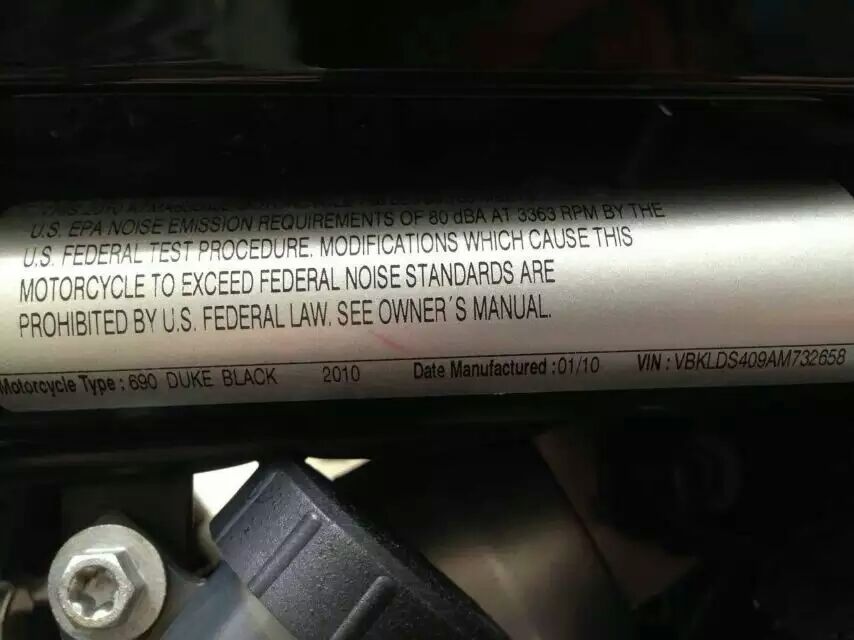 THIS 2010
U.S. EPA NOISE EMISSION REQUIREMENTS OF 80 dBA AT 3363 RPM BY THE
U.S. FEDERAL TEST PROCEDURE. MODIFICATIONS WHICH CAUSE THIS
MOTORCYCLE TO EXCEED FEDERAL NOISE STANDARDS ARE
PROHIBITED BY U.S. FEDERAL LAW. SEE OWNER´S MANUAL.
Motorcycle Type : 690 DUKE BLACK 2010 Date Manufactured : 01/10 VIN : VBKLDS409AM732658